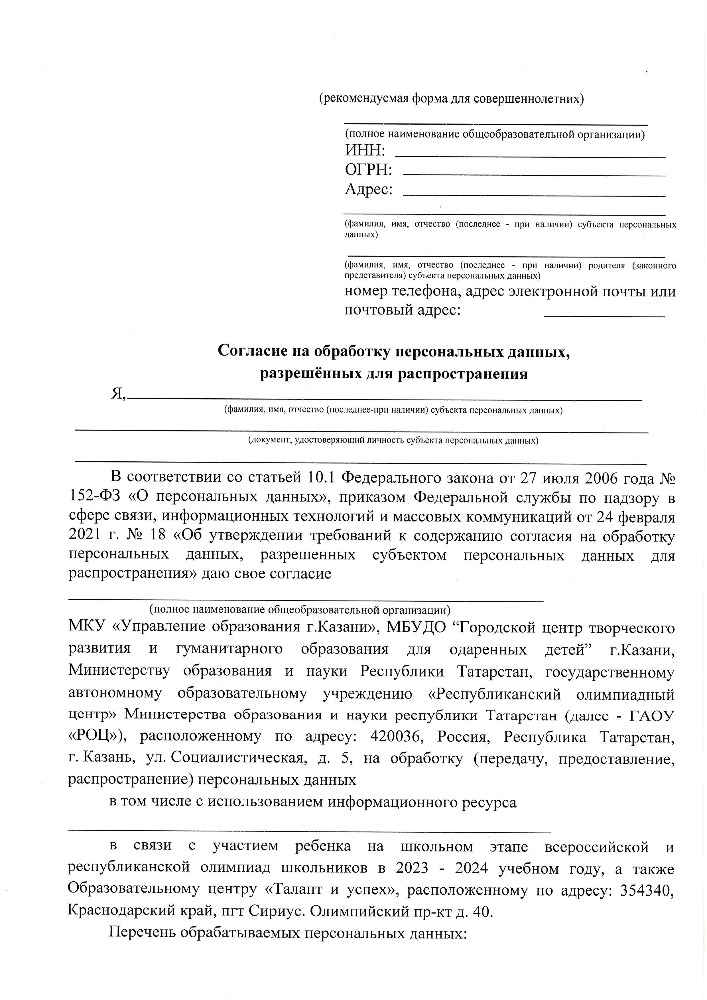 (рекомендуемая форма для совершеннолетних)
(полное наименование общеобразовательной организации)
ИНН:
ОГРН:
Адрес:
(фамилия, имя, отчество (последнее - при наличии) субъекта персональных
данных)
(фамилия, имя, отчество (последнее - при наличии) родителя (законного
представителя) субъекта персональных данных)
номер телефона, адрес электронной почты или
почтовый адрес:
Согласие на обработку персональных данных,
разрешённых для распространения
Я,
(фамилия, имя, отчество (последнее-при наличии) субъекта персональных данных)
(документ, удостоверяющий личность субъекта персональных данных)
В соответствии со статьей 10.1 Федерального закона от 27 июля 2006 года №
152-ФЗ «О персональных данных», приказом Федеральной службы по надзору в
сфере связи, информационных технологий и массовых коммуникаций от 24 февраля
2021 г. № 18 «Об утверждении требований к содержанию согласия на обработку
персональных данных, разрешенных субъектом персональных данных для
распространения» даю свое согласие
(полное наименование общеобразовательной организации)
МКУ «Управление образования г.Казани», МБУДО “Городской центр творческого
развития и гуманитарного образования для одаренных детей” г.Казани,
Министерству образования и науки Республики Татарстан, государственному
автономному образовательному учреждению «Республиканский олимпиадный
центр» Министерства образования и науки республики Татарстан (далее - ГАОУ
«РОЦ»), расположенному по адресу: 420036, Россия, Республика Татарстан,
г. Казань, ул. Социалистическая, д. 5, на обработку (передачу, предоставление,
распространение) персональных данных
в том числе с использованием информационного ресурса
в связи с участием ребенка на школьном этапе всероссийской и
республиканской олимпиад школьников в 2023 - 2024 учебном году, а также
Образовательному центру «Талант и успех», расположенному по адресу: 354340,
Краснодарский край, пгт Сириус. Олимпийский пр-кт д. 40.
Перечень обрабатываемых персональных данных: